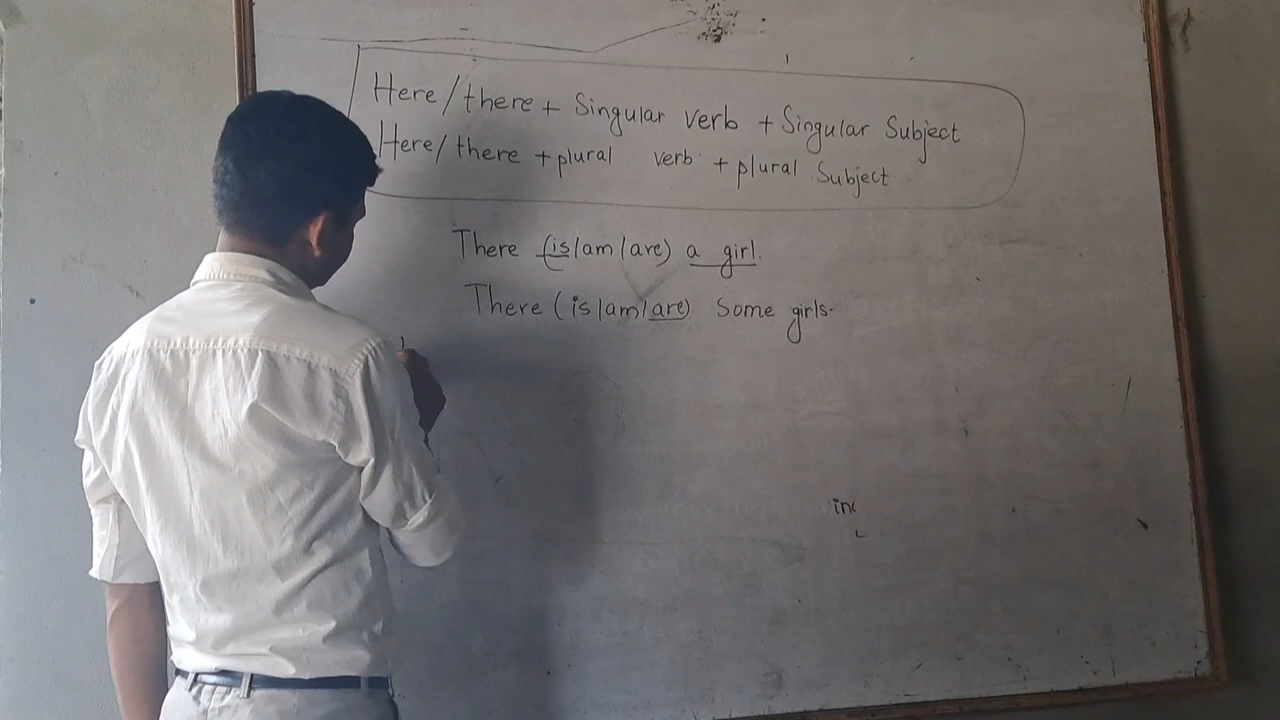 Here/there + Singular verb + Singular Subject
Here/there + plural verb + plural Subject
There (is/am/are) a girl.
There (is/am/are) Some girls.